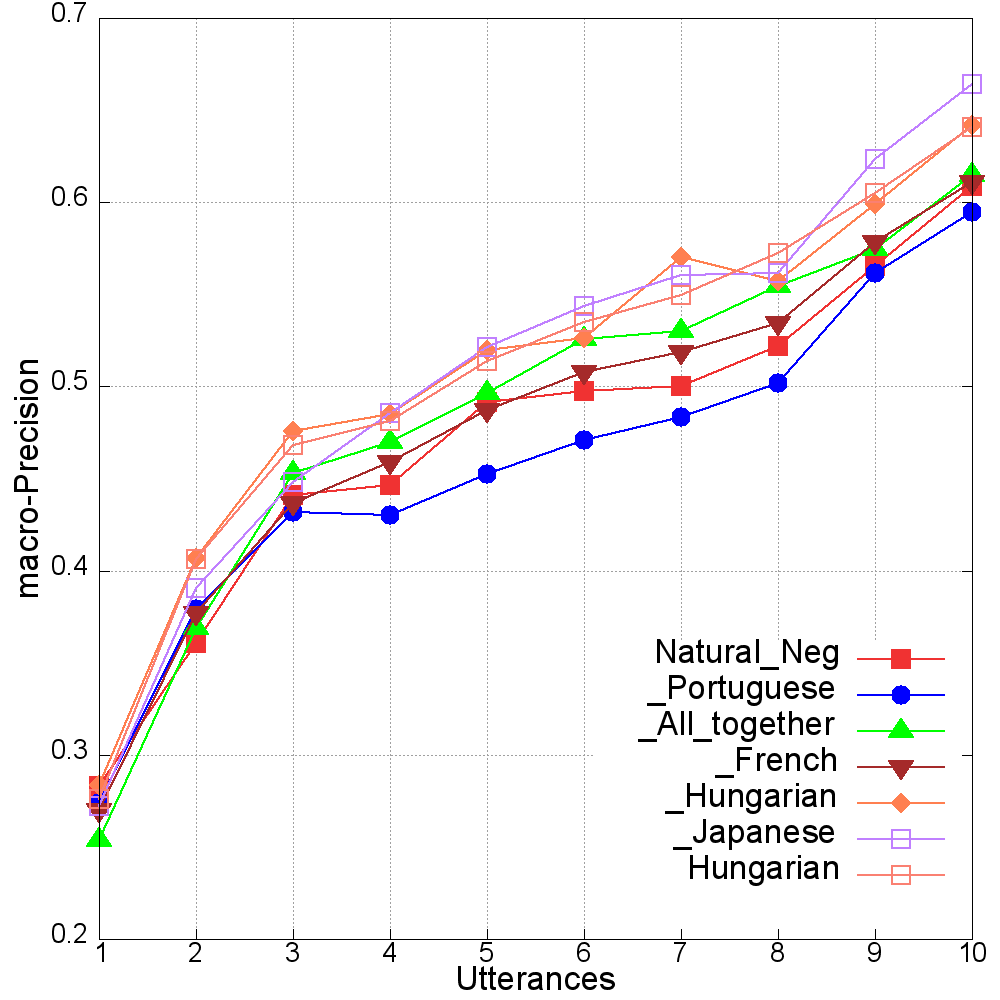 0.7
0.6
0.5
0.4
0.3
0.2
macro-Precision
Natural_Neg
_Portuguese
_All_together
_French
_Hungarian
_Japanese
Hungarian
1 2 3 4 5 6 7 8 9 10
Utterances